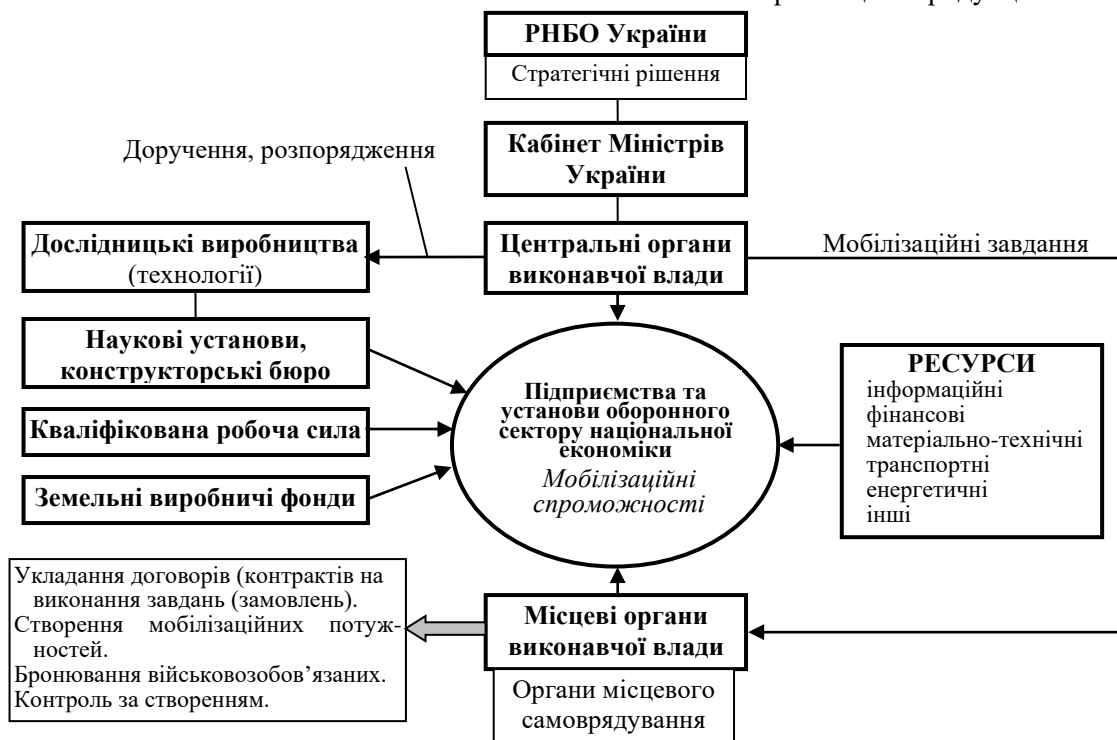 РНБО України
Стратегічні рішення
Кабінет Міністрів
України
Доручення, розпорядження
Дослідницькі виробництва
(технології)
Центральні органи
виконавчої влади
Мобілізаційні завдання
Наукові установи,
конструкторські бюро
Кваліфікована робоча сила
Земельні виробничі фонди
Підприємства та
установи оборонного
сектору національної
економіки
Мобілізаційні
спроможності
РЕСУРСИ
інформаційні
фінансові
матеріально-технічні
транспортні
енергетичні
інші
Укладання договорів (контрактів на
виконання завдань (замовлень).
Створення мобілізаційних потуж-
ностей.
Бронювання військовозобов’язаних.
Контроль за створенням.
Місцеві органи
виконавчої влади
Органи місцевого
самоврядування